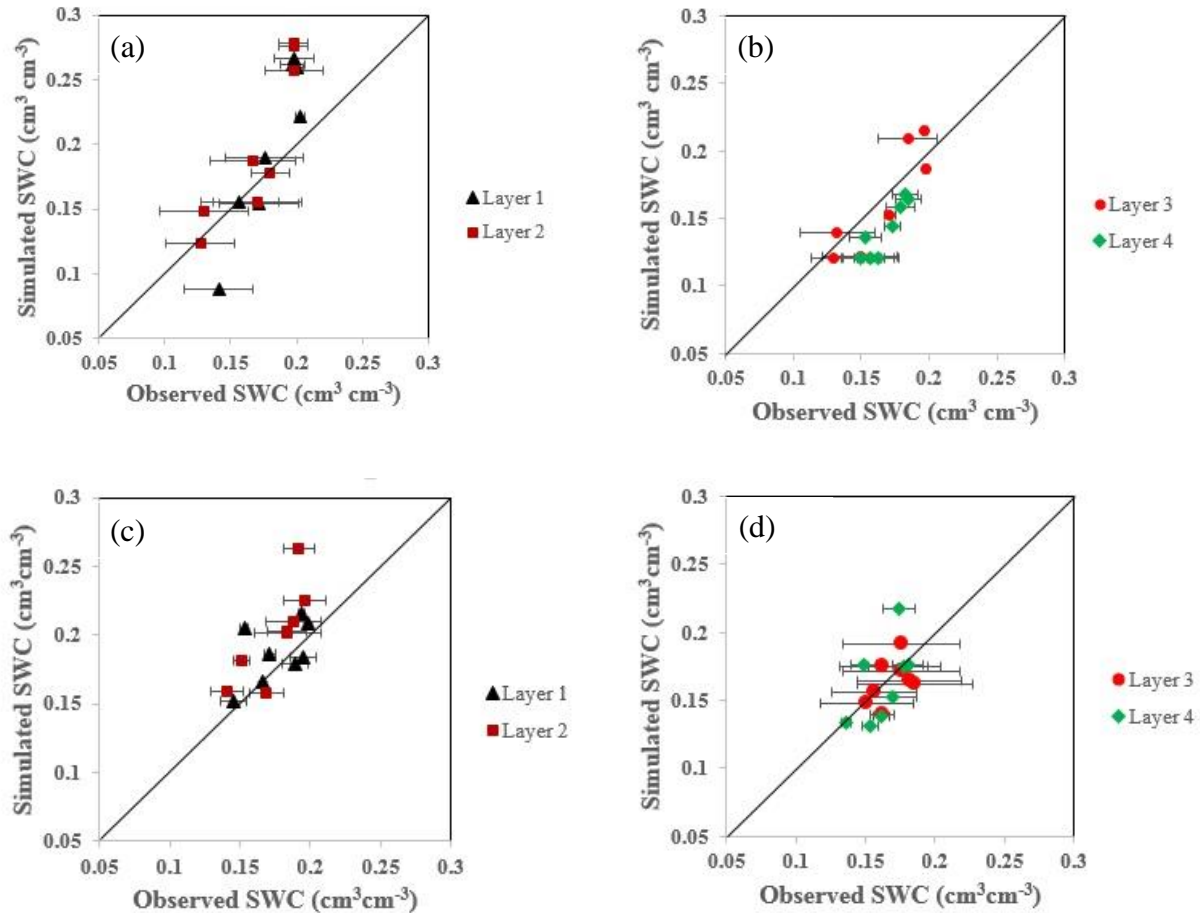 (a)
Simulated SWC (cm³ cm⁻³)
0.3
0.25
0.2
0.15
0.1
0.05
0.05 0.1 0.15 0.2 0.25 0.3
Observed SWC (cm³ cm⁻³)
Layer 1
Layer 2
(b)
Simulated SWC (cm³ cm⁻³)
0.3
0.25
0.2
0.15
0.1
0.05
0.05 0.1 0.15 0.2 0.25 0.3
Observed SWC (cm³ cm⁻³)
Layer 3
Layer 4
(c)
Simulated SWC (cm³cm⁻³)
0.3
0.25
0.2
0.15
0.1
0.05
0.05 0.1 0.15 0.2 0.25 0.3
Observed SWC (cm³cm⁻³)
Layer 1
Layer 2
(d)
Simulated SWC (cm³cm⁻³)
0.3
0.25
0.2
0.15
0.1
0.05
0.05 0.1 0.15 0.2 0.25 0.3
Observed SWC (cm³cm⁻³)
Layer 3
Layer 4